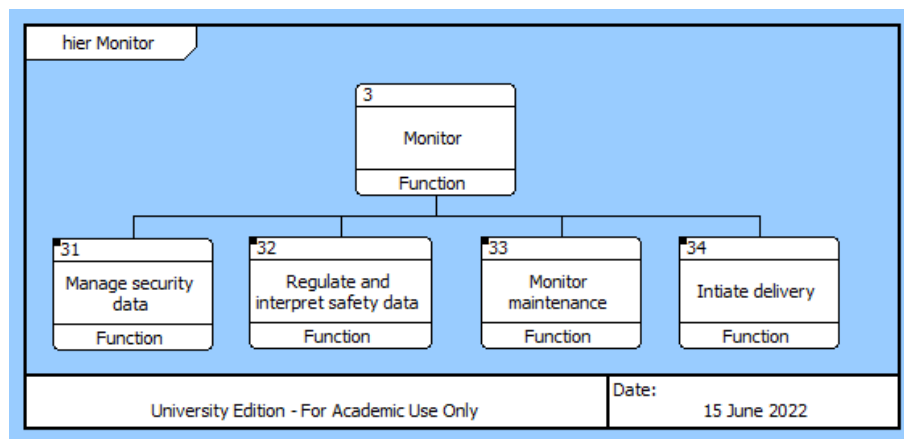 hier Monitor
3
Monitor
Function
31
Manage security
data
Function
32
Regulate and
interpret safety data
Function
33
Monitor
maintenance
Function
34
Intiate delivery
Function
University Edition - For Academic Use Only
Date:
15 June 2022